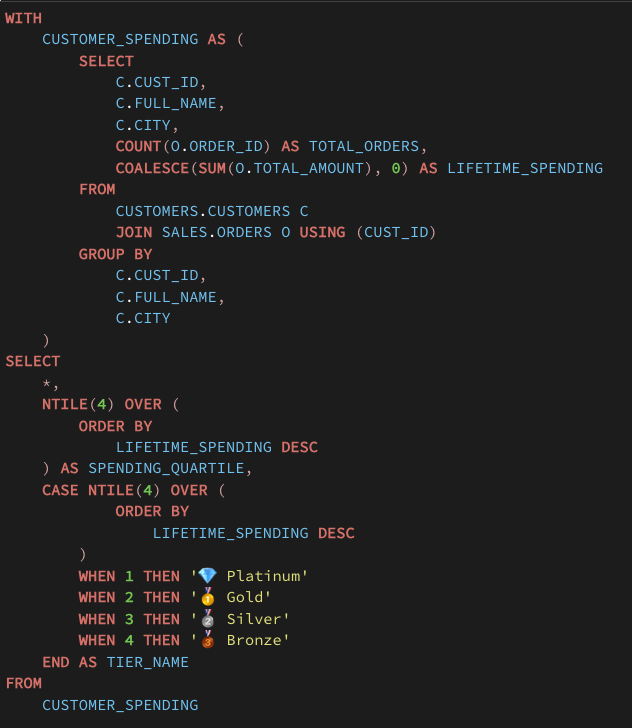 WITH
    CUSTOMER_SPENDING AS (
        SELECT
            C.CUST_ID,
            C.FULL_NAME,
            C.CITY,
            COUNT(O.ORDER_ID) AS TOTAL_ORDERS,
            COALESCE(SUM(O.TOTAL_AMOUNT), 0) AS LIFETIME_SPENDING
        FROM
            CUSTOMERS.CUSTOMERS C
            JOIN SALES.ORDERS O USING (CUST_ID)
        GROUP BY
            C.CUST_ID,
            C.FULL_NAME,
            C.CITY
    )
SELECT
    *,
    NTILE(4) OVER (
        ORDER BY
            LIFETIME_SPENDING DESC
    ) AS SPENDING_QUARTILE,
    CASE NTILE(4) OVER (
            ORDER BY
                LIFETIME_SPENDING DESC
        )
        WHEN 1 THEN '💎 Platinum'
        WHEN 2 THEN '🥇 Gold'
        WHEN 3 THEN '🥈 Silver'
        WHEN 4 THEN '🥉 Bronze'
    END AS TIER_NAME
FROM
    CUSTOMER_SPENDING